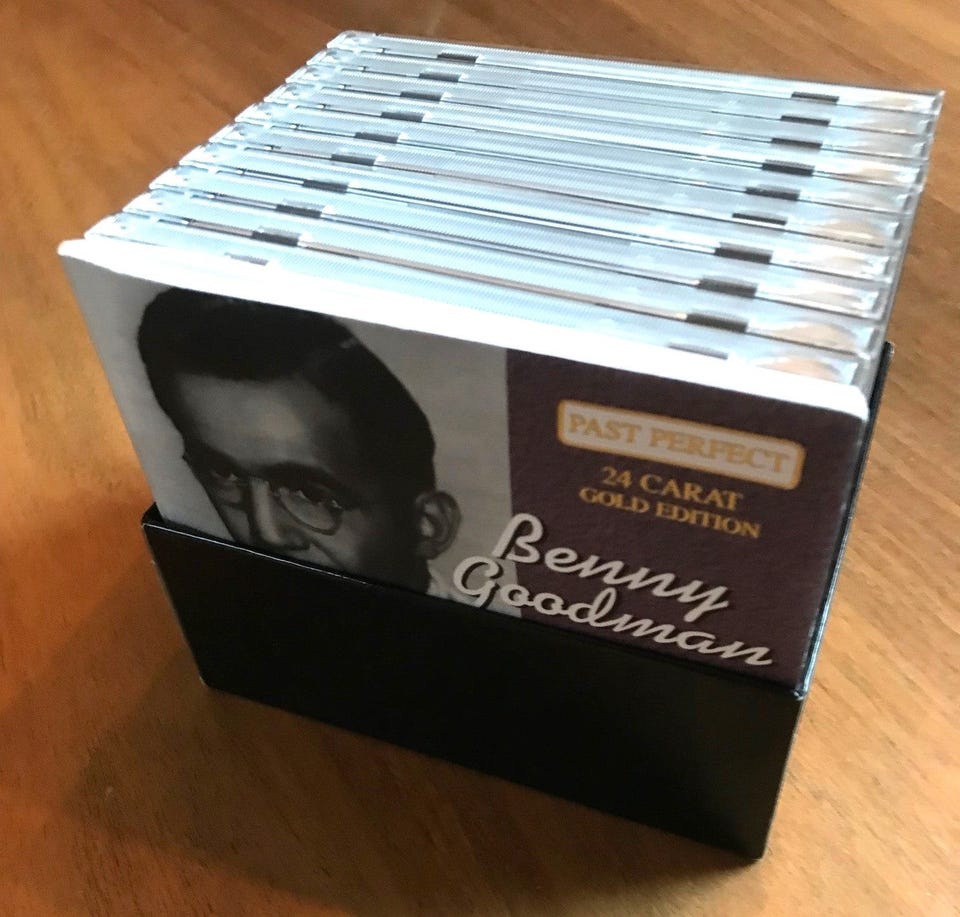 PAST PERFECT
24 CARAT
GOLD EDITION
Benny
Goodman